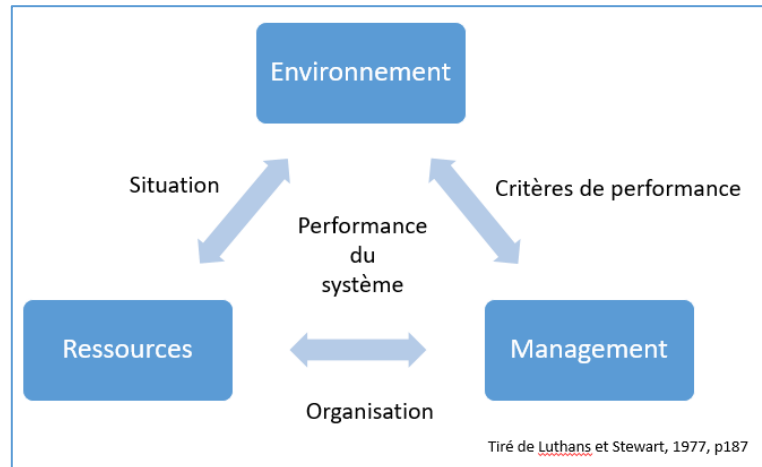 Environnement
Situation
Critères de performance
Performance
du
système
Ressources
Management
Organisation
Tiré de Luthans et Stewart, 1977, p187